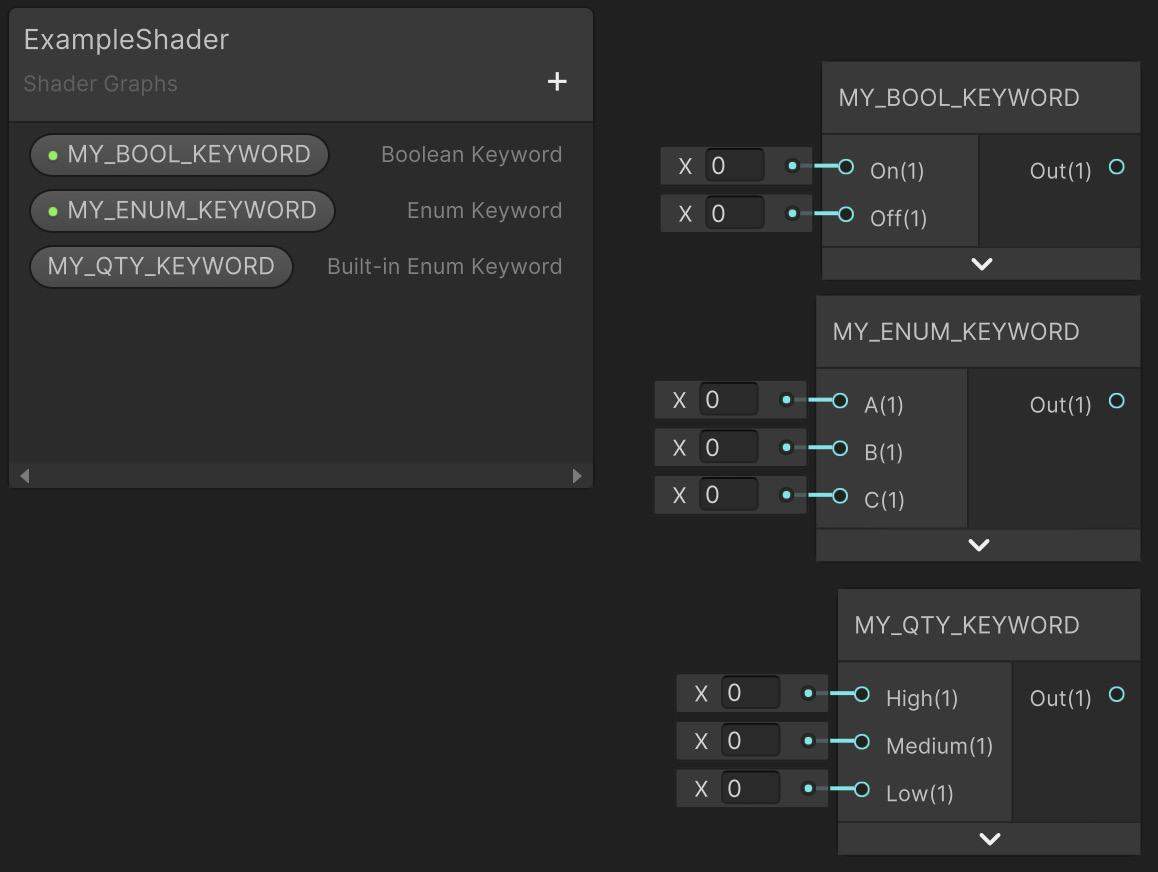 ExampleShader
Shader Graphs
+
MY_BOOL_KEYWORD Boolean Keyword
MY_ENUM_KEYWORD Enum Keyword
MY_QTY_KEYWORD Built-in Enum Keyword
MY_BOOL_KEYWORD
X 0 On(1) Out(1)
X 0 Off(1)
MY_ENUM_KEYWORD
X 0 A(1) Out(1)
X 0 B(1)
X 0 C(1)
MY_QTY_KEYWORD
X 0 High(1) Out(1)
X 0 Medium(1)
X 0 Low(1)